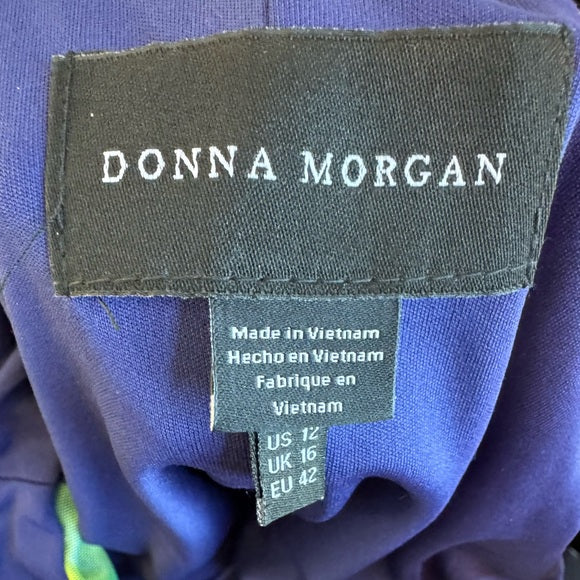 DONNA MORGAN
Made in Vietnam
Hecho en Vietnam
Fabrique en
Vietnam
US 12
UK 16
EU 42